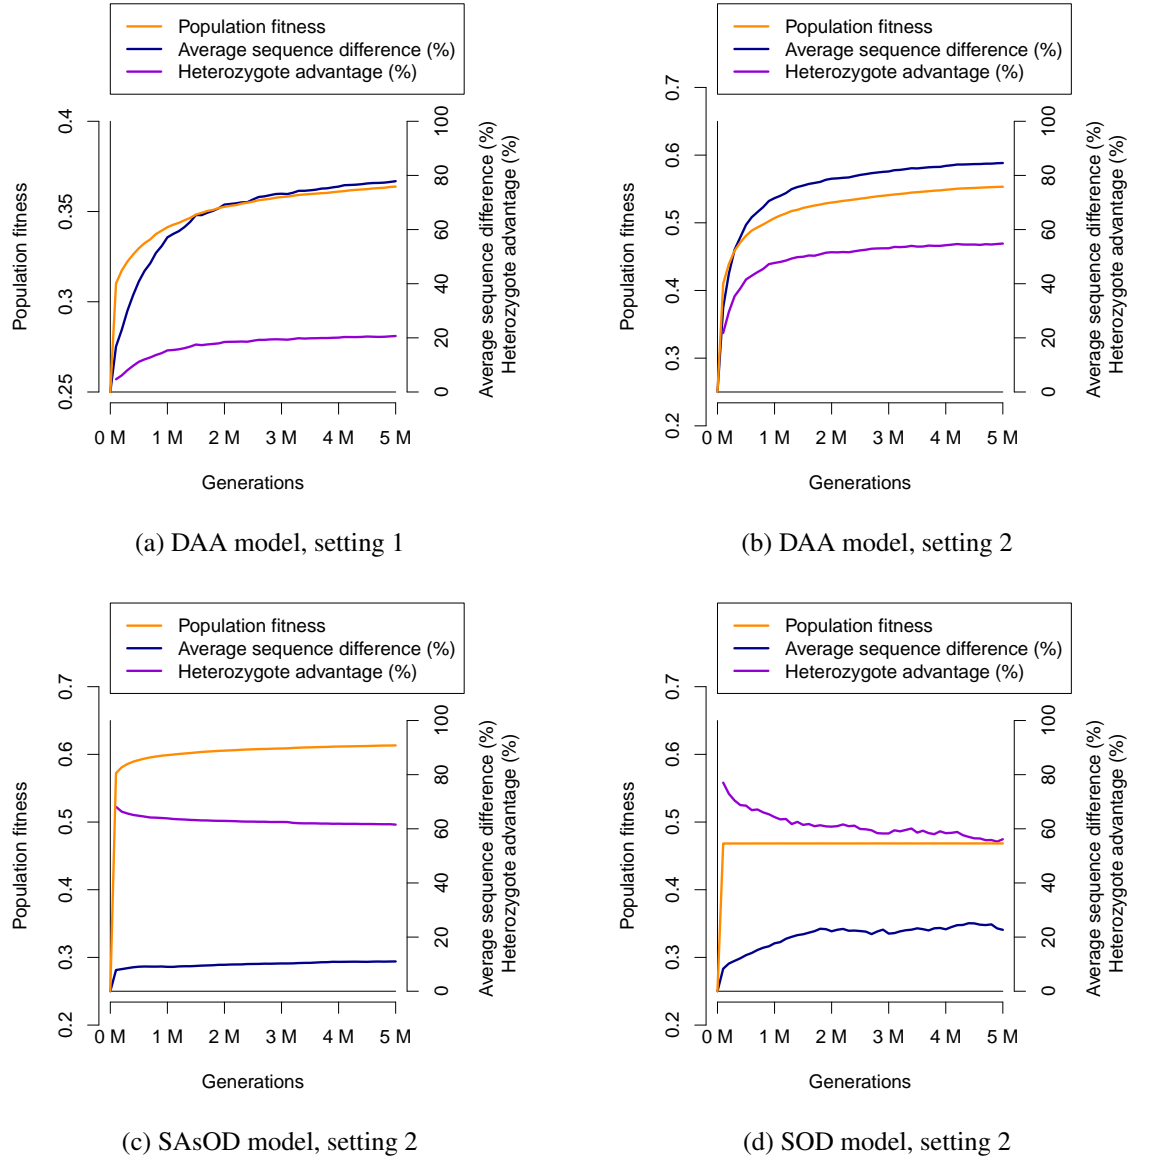 Population fitness
Average sequence difference (%)
Heterozygote advantage (%)
0.25
0.3
0.35
0.4
Population fitness
0
20
40
60
80
100
Average sequence difference (%)
Heterozygote advantage (%)
0 M
1 M
2 M
3 M
4 M
5 M
Generations
(a) DAA model, setting 1
Population fitness
Average sequence difference (%)
Heterozygote advantage (%)
0.2
0.3
0.4
0.5
0.6
0.7
Population fitness
0
20
40
60
80
100
Average sequence difference (%)
Heterozygote advantage (%)
0 M
1 M
2 M
3 M
4 M
5 M
Generations
(b) DAA model, setting 2
Population fitness
Average sequence difference (%)
Heterozygote advantage (%)
0.2
0.3
0.4
0.5
0.6
0.7
Population fitness
0
20
40
60
80
100
Average sequence difference (%)
Heterozygote advantage (%)
0 M
1 M
2 M
3 M
4 M
5 M
Generations
(c) SAsOD model, setting 2
Population fitness
Average sequence difference (%)
Heterozygote advantage (%)
0.2
0.3
0.4
0.5
0.6
0.7
Population fitness
0
20
40
60
80
100
Average sequence difference (%)
Heterozygote advantage (%)
0 M
1 M
2 M
3 M
4 M
5 M
Generations
(d) SOD model, setting 2